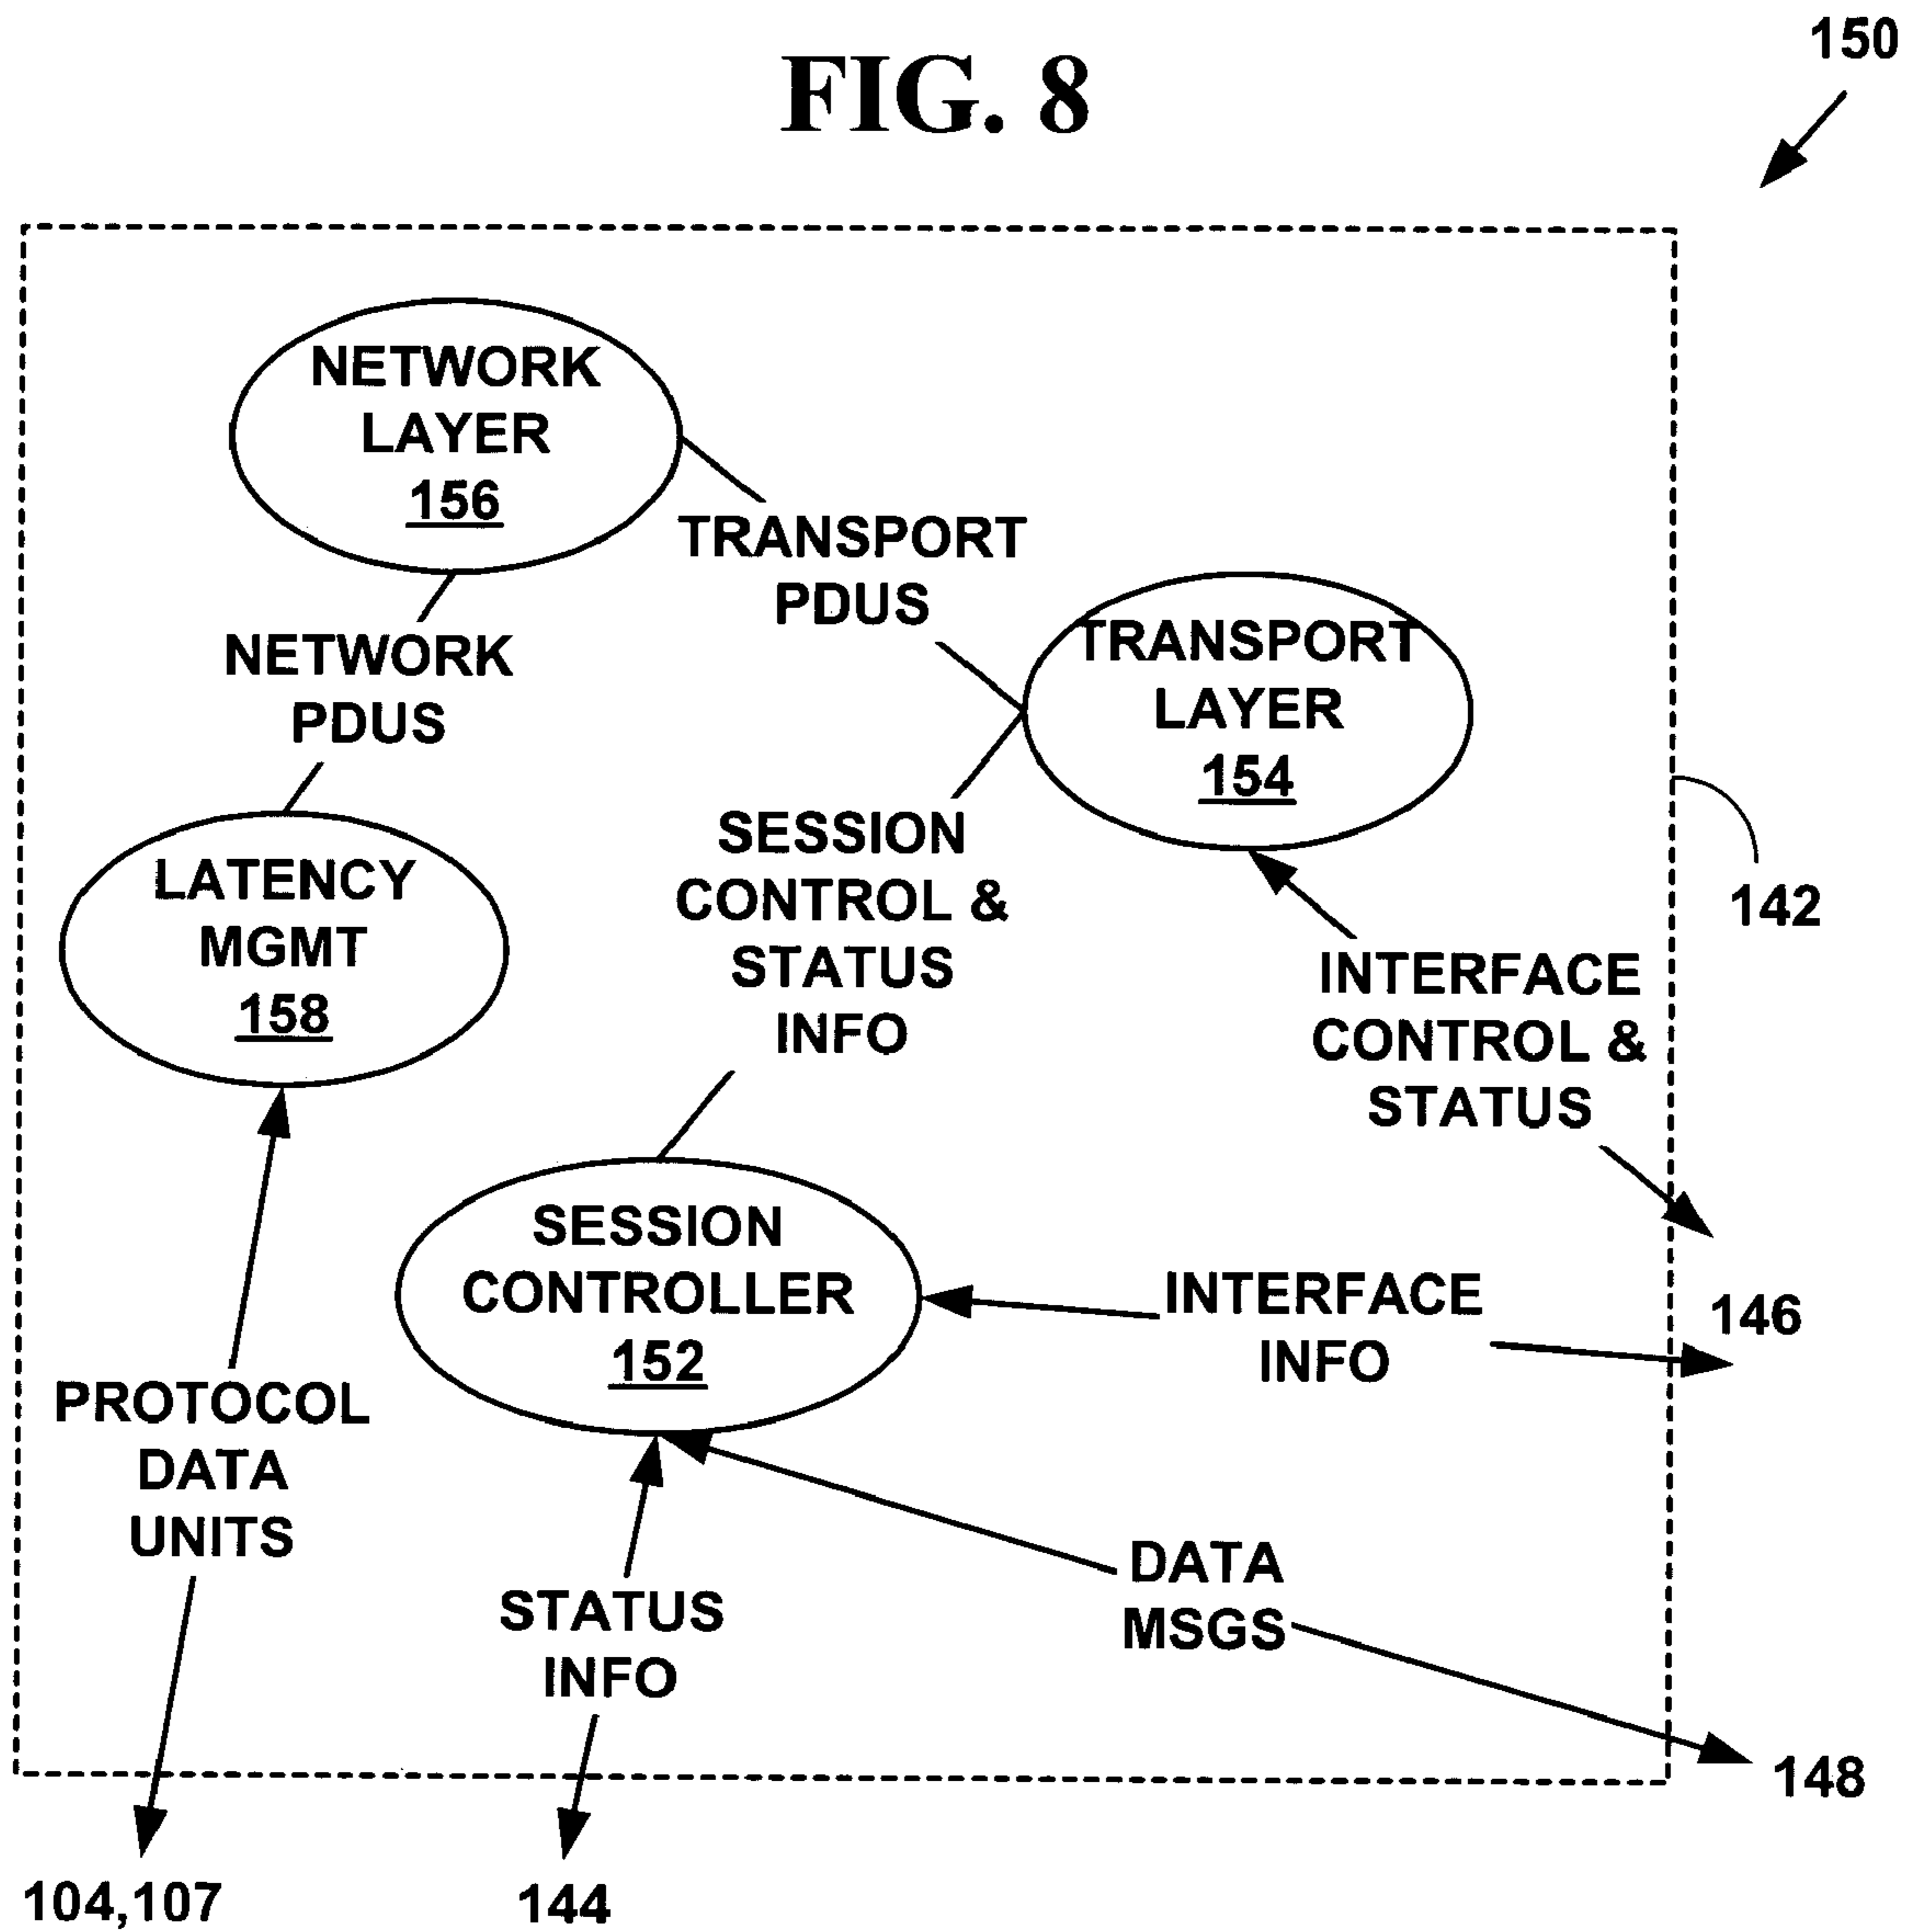 150
FIG. 8
NETWORK
LAYER
156
TRANSPORT
PDUS
NETWORK
PDUS
TRANSPORT
LAYER
154
SESSION
CONTROL &
STATUS
INFO
LATENCY
MGMT
158
142
INTERFACE
CONTROL &
STATUS
SESSION
CONTROLLER
152
INTERFACE
INFO
146
PROTOCOL
DATA
UNITS
STATUS
INFO
DATA
MSGS
148
104,107
144